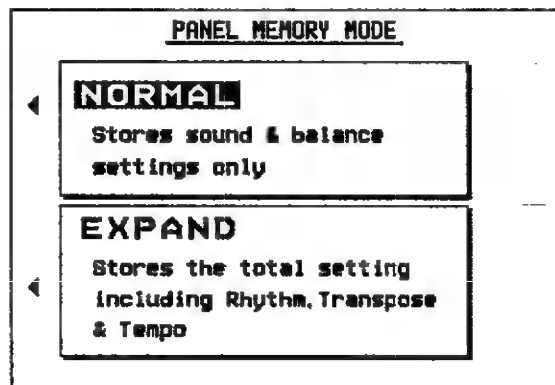 PANEL MEMORY MODE
NORMAL
Stores sound & balance
settings only
EXPAND
Stores the total setting
including Rhythm, Transpose
& Tempo